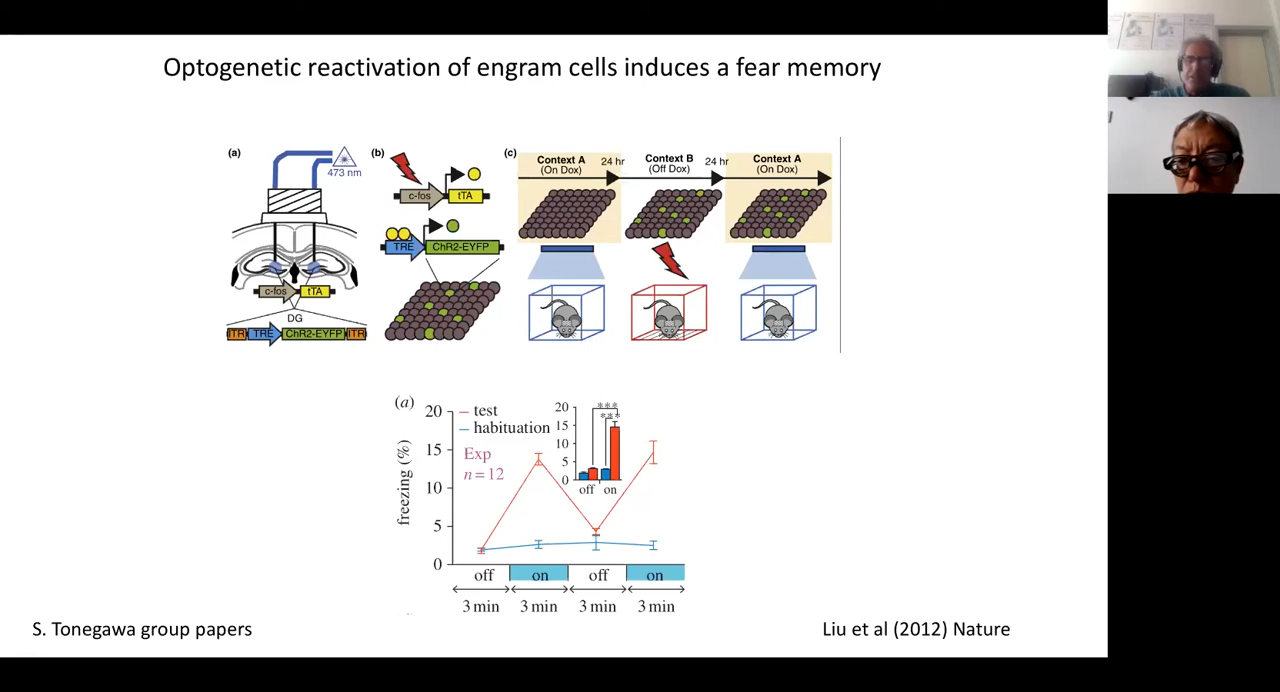 Optogenetic reactivation of engram cells induces a fear memory
(a)
473 nm
c-fos
tTA
DG
ITR
TRE
ChR2-EYFP
ITR
(b)
c-fos
tTA
TRE
ChR2-EYFP
(c)
Context A
(On Dox)
24 hr
Context B
(Off Dox)
24 hr
Context A
(On Dox)
(a)
freezing (%)
20
15
10
5
0
test
habituation
Exp
n = 12
20
15
10
5
0
***
***
off on
off on off on
3 min 3 min 3 min 3 min
S. Tonegawa group papers
Liu et al (2012) Nature